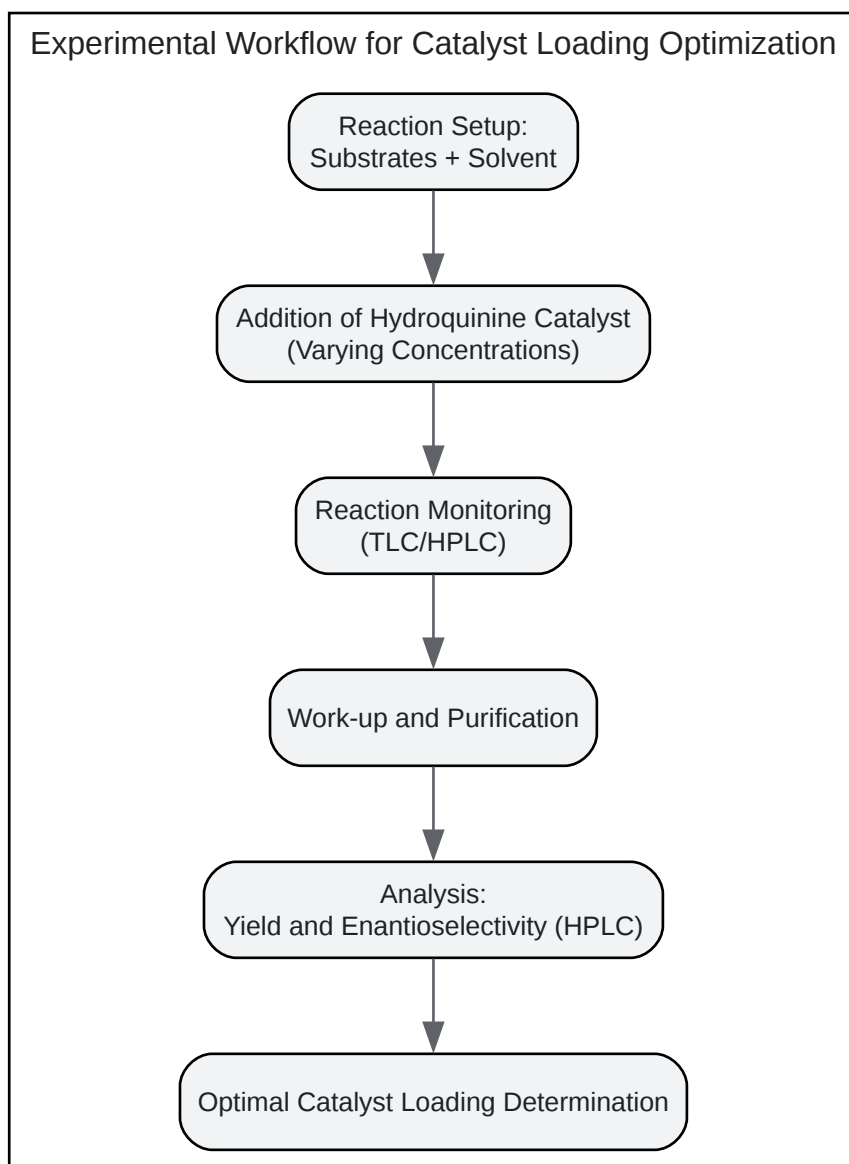 Experimental Workflow for Catalyst Loading Optimization
Reaction Setup:
Substrates + Solvent
Addition of Hydroquinine Catalyst
(Varying Concentrations)
Reaction Monitoring
(TLC/HPLC)
Work-up and Purification
Analysis:
Yield and Enantioselectivity (HPLC)
Optimal Catalyst Loading Determination